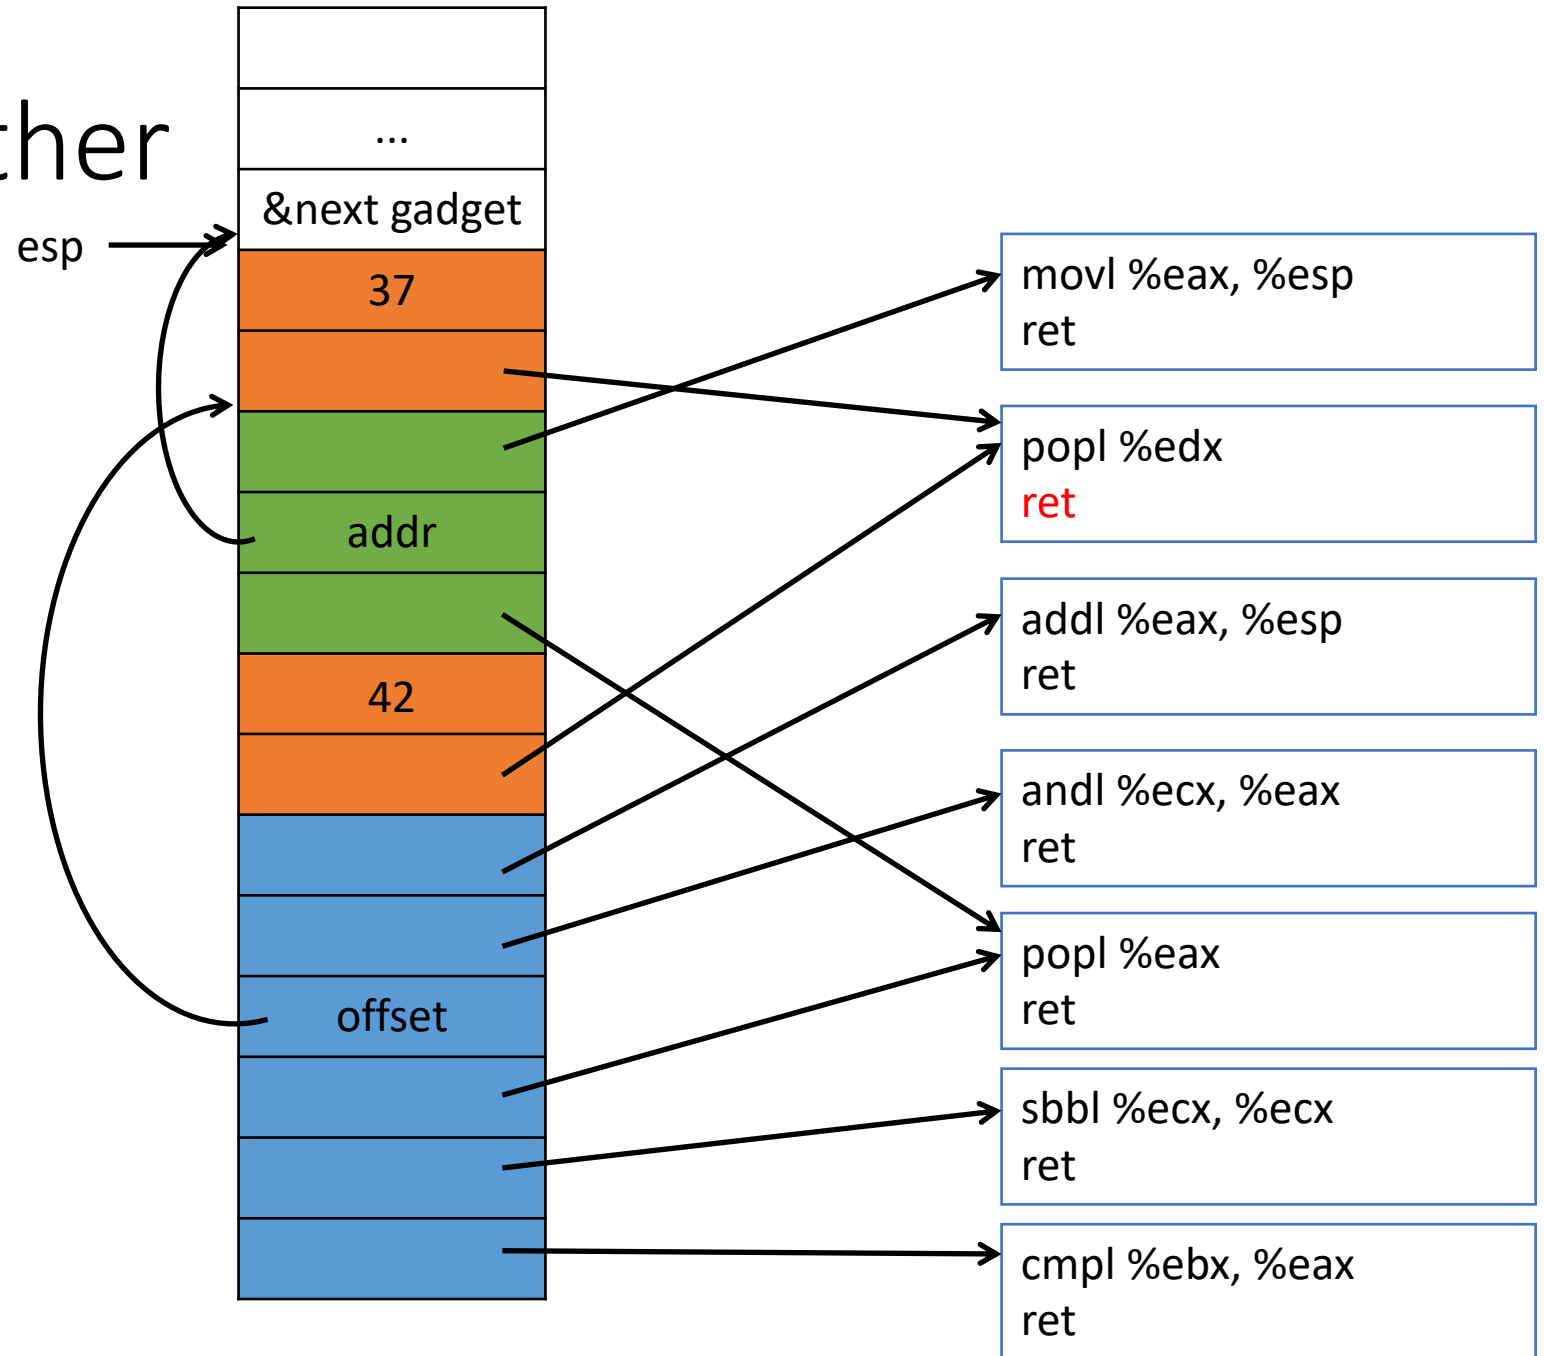 ther
esp
...
&next gadget
37
addr
42
offset
movl %eax, %esp
ret
popl %edx
ret
addl %eax, %esp
ret
andl %ecx, %eax
ret
popl %eax
ret
sbbl %ecx, %ecx
ret
cmpl %ebx, %eax
ret